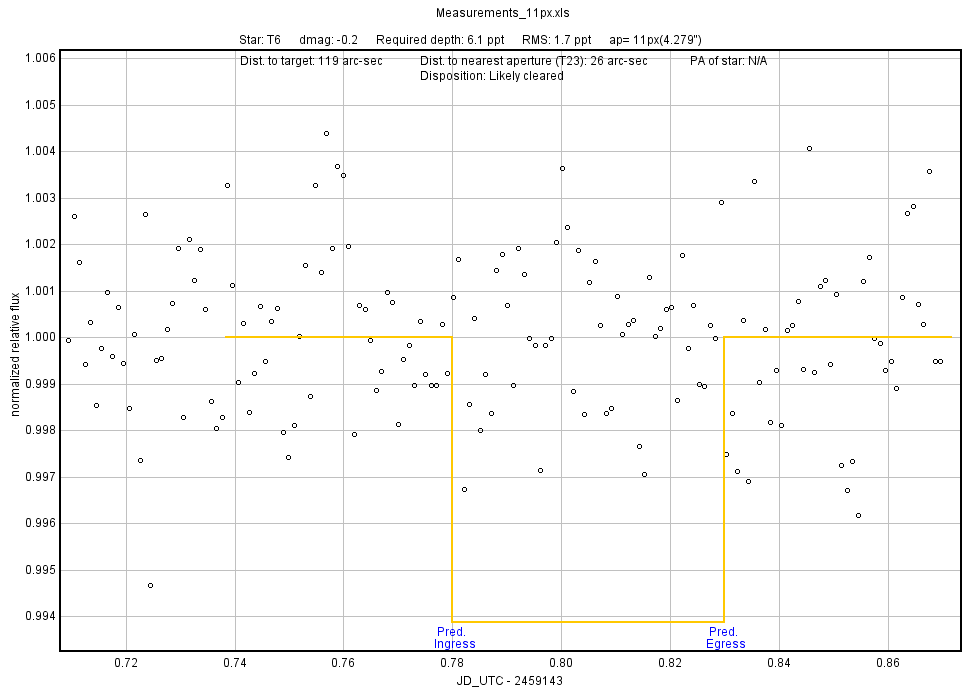 Measurements_11px.xls
Star: T6 dmag: -0.2 Required depth: 6.1 ppt RMS: 1.7 ppt ap= 11px(4.279")
Dist. to target: 119 arc-sec Dist. to nearest aperture (T23): 26 arc-sec PA of star: N/A
Disposition: Likely cleared
1.006
1.005
1.004
1.003
1.002
1.001
1.000
0.999
0.998
0.997
0.996
0.995
0.994
normalized relative flux
Pred. Pred.
Ingress Egress
0.72 0.74 0.76 0.78 0.80 0.82 0.84 0.86
JD_UTC - 2459143